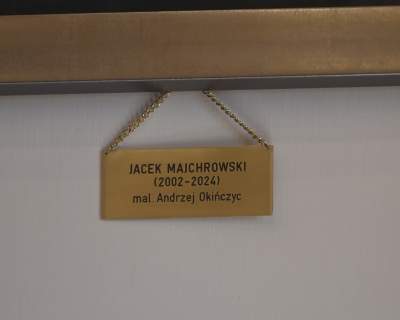 JACEK MAJCHROWSKI
(2002-2024)
mal. Andrzej Okińczyc